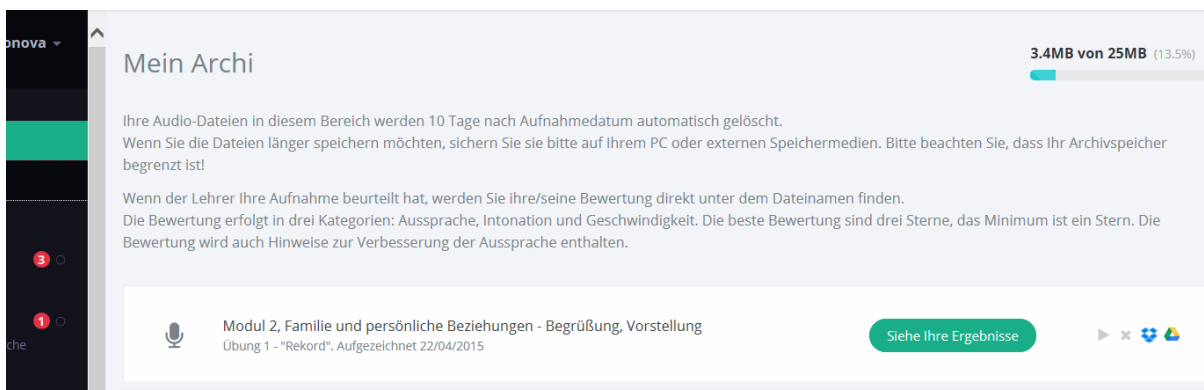 onova
Mein Archi
3.4MB von 25MB (13.5%)
Ihre Audio-Dateien in diesem Bereich werden 10 Tage nach Aufnahmedatum automatisch gelöscht.
Wenn Sie die Dateien länger speichern möchten, sichern Sie sie bitte auf Ihrem PC oder externen Speichermedien. Bitte beachten Sie, dass Ihr Archivspeicher
begrenzt ist!
Wenn der Lehrer Ihre Aufnahme beurteilt hat, werden Sie ihre/seine Bewertung direkt unter dem Dateinamen finden.
Die Bewertung erfolgt in drei Kategorien: Aussprache, Intonation und Geschwindigkeit. Die beste Bewertung sind drei Sterne, das Minimum ist ein Stern. Die
Bewertung wird auch Hinweise zur Verbesserung der Aussprache enthalten.
3
1
che
Modul 2, Familie und persönliche Beziehungen - Begrüßung, Vorstellung
Übung 1 - "Rekord". Aufgezeichnet 22/04/2015
Siehe Ihre Ergebnisse